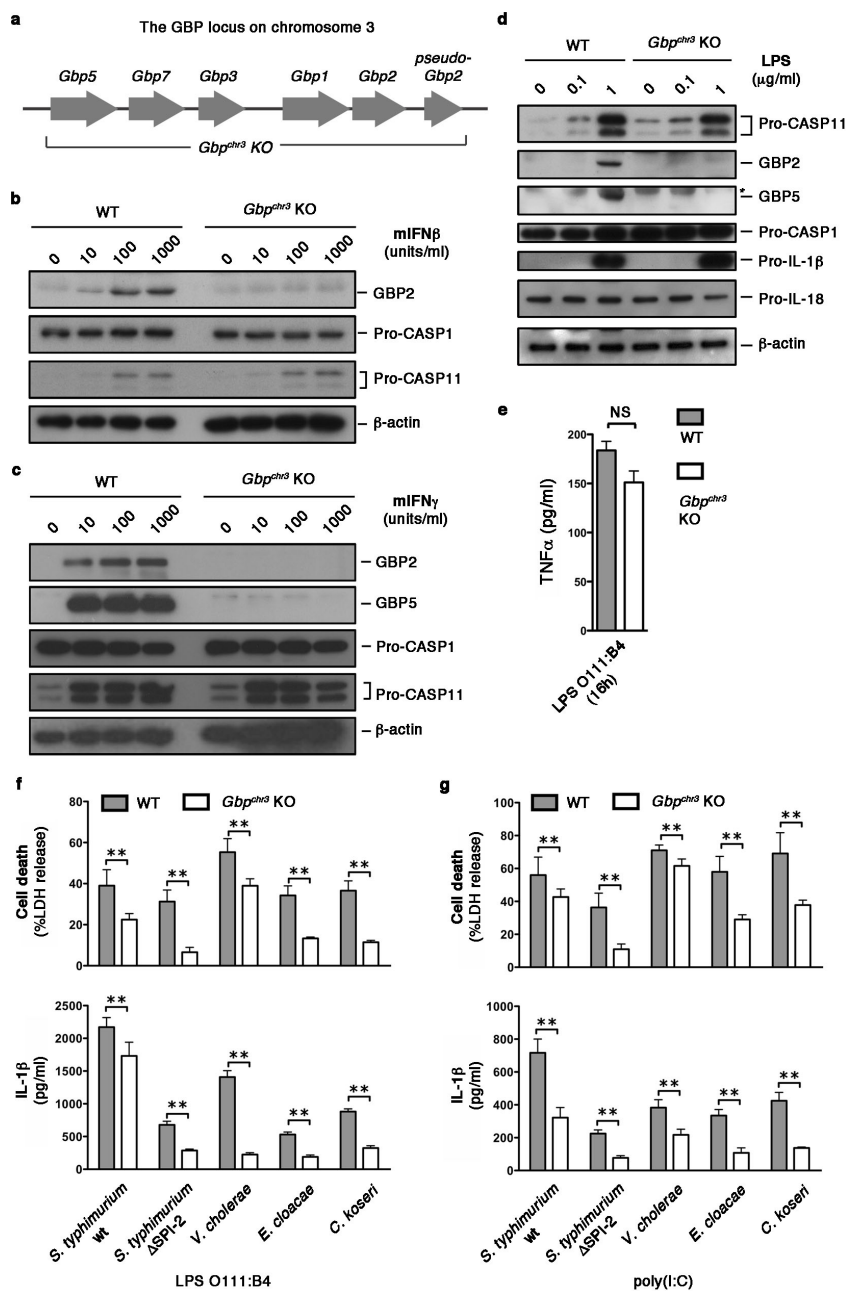 a
The GBP locus on chromosome 3
Gbp5 Gbp7 Gbp3 Gbp1 Gbp2 pseudo-Gbp2
Gbpchr3 KO
b
WT Gbpchr3 KO
0 10 100 1000 0 10 100 1000 mIFNβ (units/ml)
GBP2
Pro-CASP1
Pro-CASP11
β-actin
c
WT Gbpchr3 KO
0 10 100 1000 0 10 100 1000 mIFNγ (units/ml)
GBP2
GBP5
Pro-CASP1
Pro-CASP11
β-actin
d
WT Gbpchr3 KO
0 0.1 1 0 0.1 1 LPS (μg/ml)
Pro-CASP11
GBP2
* GBP5
Pro-CASP1
Pro-IL-1β
Pro-IL-18
β-actin
e
NS
WT
Gbpchr3
KO
TNFα (pg/ml)
200
150
100
50
0
LPS O111:B4
(16h)
f
WT Gbpchr3 KO
Cell death
(%LDH release)
80
60
40
20
0
** ** ** ** **
IL-1β
(pg/ml)
2500
2000
1500
1000
500
0
** ** ** ** **
S. typhimurium
wt
S. typhimurium
ΔSPI-2
V. cholerae
E. cloacae
C. koseri
LPS O111:B4
g
WT Gbpchr3 KO
Cell death
(%LDH release)
100
80
60
40
20
0
** ** ** ** **
IL-1β
(pg/ml)
1000
800
600
400
200
0
** ** ** ** **
S. typhimurium
wt
S. typhimurium
ΔSPI-2
V. cholerae
E. cloacae
C. koseri
poly(I:C)